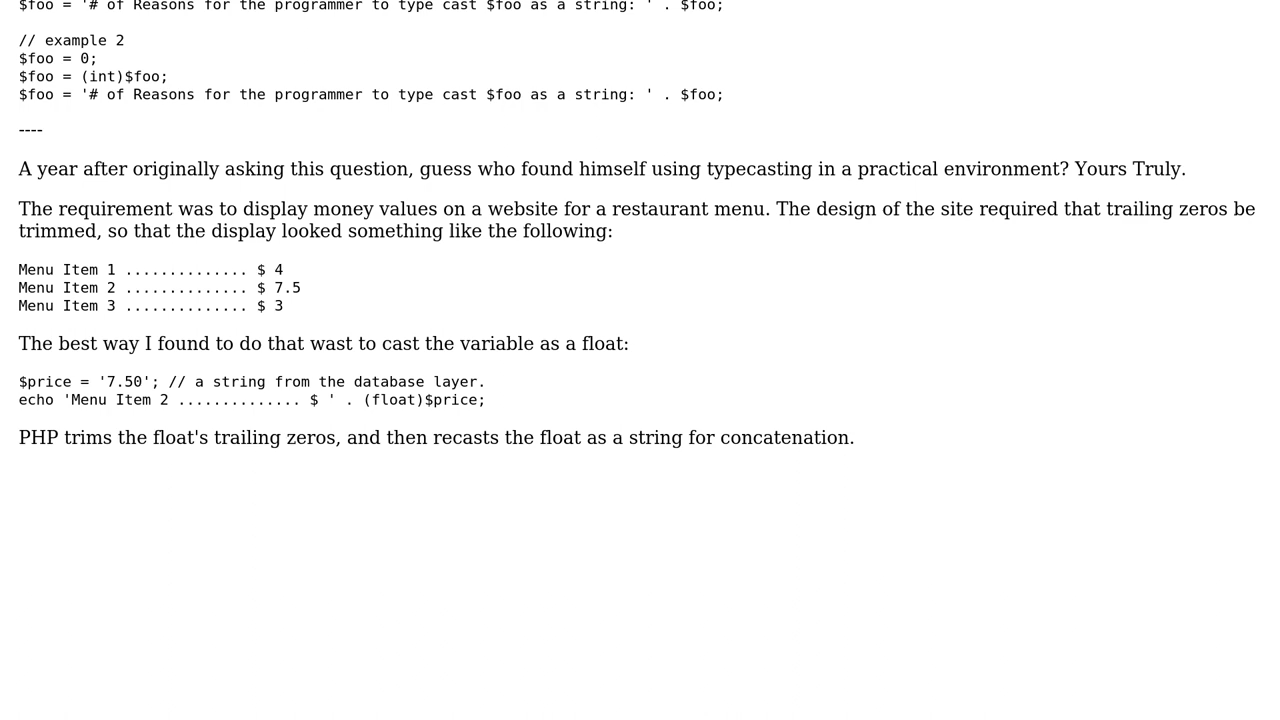 $foo = '# of Reasons for the programmer to type cast $foo as a string: ' . $foo;
// example 2
$foo = 0;
$foo = (int)$foo;
$foo = '# of Reasons for the programmer to type cast $foo as a string: ' . $foo;
----
A year after originally asking this question, guess who found himself using typecasting in a practical environment? Yours Truly.
The requirement was to display money values on a website for a restaurant menu. The design of the site required that trailing zeros be
trimmed, so that the display looked something like the following:
Menu Item 1 .............. $ 4
Menu Item 2 .............. $ 7.5
Menu Item 3 .............. $ 3
The best way I found to do that wast to cast the variable as a float:
$price = '7.50'; // a string from the database layer.
echo 'Menu Item 2 .............. $ ' . (float)$price;
PHP trims the float's trailing zeros, and then recasts the float as a string for concatenation.